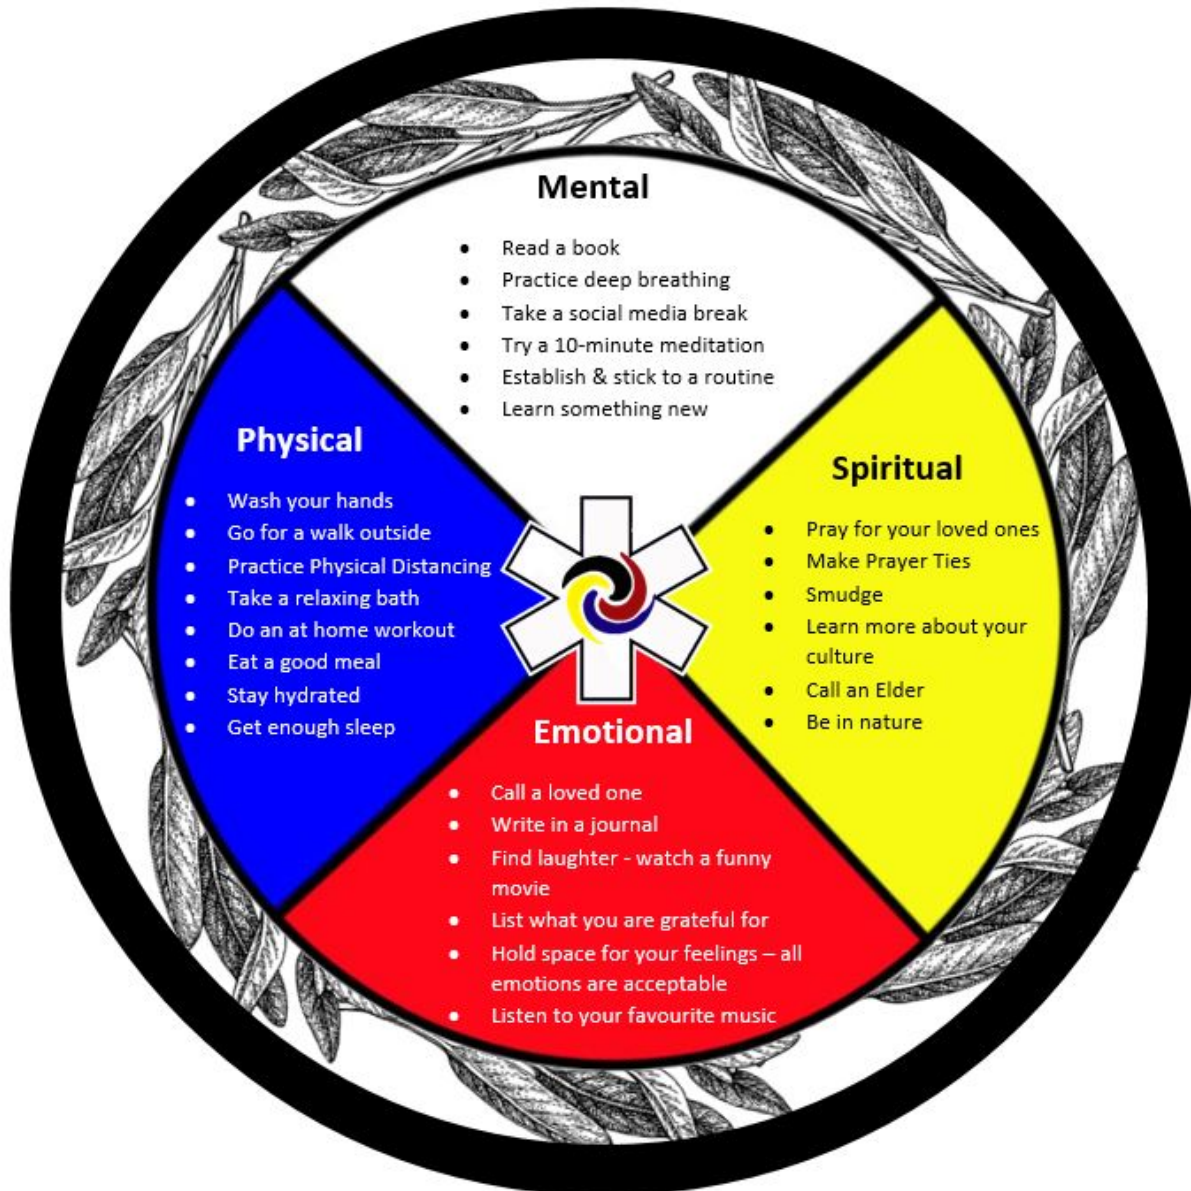 Mental
• Read a book
• Practice deep breathing
• Take a social media break
• Try a 10-minute meditation
• Establish & stick to a routine
• Learn something new
Physical
• Wash your hands
• Go for a walk outside
• Practice Physical Distancing
• Take a relaxing bath
• Do an at home workout
• Eat a good meal
• Stay hydrated
• Get enough sleep
Spiritual
• Pray for your loved ones
• Make Prayer Ties
• Smudge
• Learn more about your
culture
• Call an Elder
• Be in nature
Emotional
• Call a loved one
• Write in a journal
• Find laughter - watch a funny
movie
• List what you are grateful for
• Hold space for your feelings – all
emotions are acceptable
• Listen to your favourite music